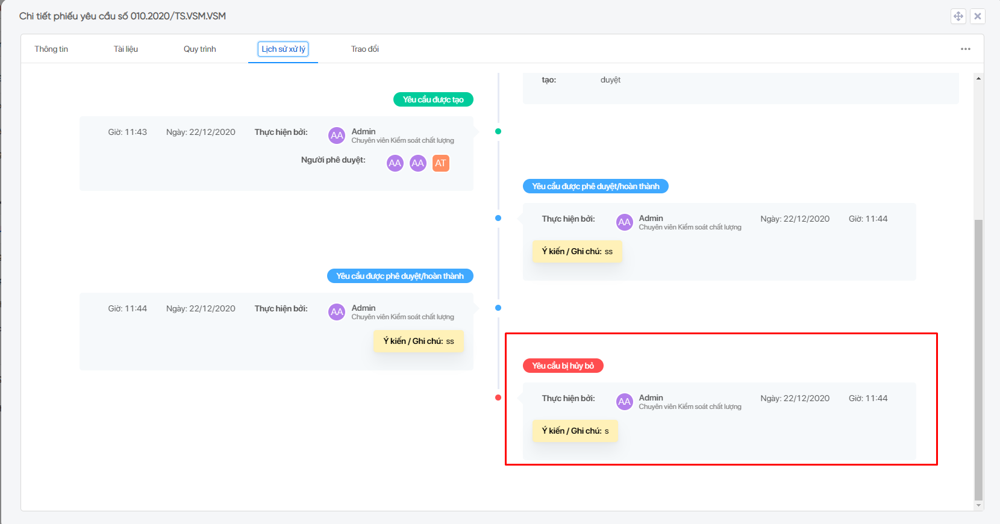 Chi tiết phiếu yêu cầu số 010.2020/TS.VSM.VSM
Thông tin
Tài liệu
Quy trình
Lịch sử xử lý
Trao đổi
tạo: duyệt
Yêu cầu được tạo
Giờ: 11:43 Ngày: 22/12/2020 Thực hiện bởi: AA Admin
Chuyên viên Kiểm soát chất lượng
Người phê duyệt: AA AA AT
Yêu cầu được phê duyệt/hoàn thành
Thực hiện bởi: AA Admin Ngày: 22/12/2020 Giờ: 11:44
Chuyên viên Kiểm soát chất lượng
Ý kiến / Ghi chú: ss
Yêu cầu được phê duyệt/hoàn thành
Giờ: 11:44 Ngày: 22/12/2020 Thực hiện bởi: AA Admin
Chuyên viên Kiểm soát chất lượng
Ý kiến / Ghi chú: ss
Yêu cầu bị hủy bỏ
Thực hiện bởi: AA Admin Ngày: 22/12/2020 Giờ: 11:44
Chuyên viên Kiểm soát chất lượng
Ý kiến / Ghi chú: s